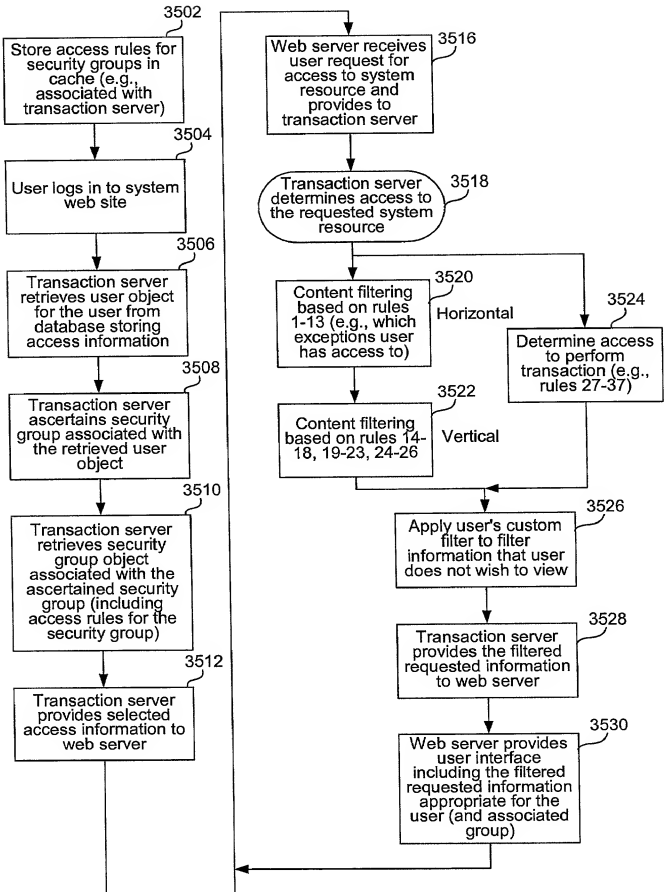 3502
Store access rules for
security groups in
cache (e.g.,
associated with
transaction server)
3504
User logs in to system
web site
3506
Transaction server
retrieves user object
for the user from
database storing
access information
3508
Transaction server
ascertains security
group associated with
the retrieved user
object
3510
Transaction server
retrieves security
group object
associated with the
ascertained security
group (including
access rules for the
security group)
3512
Transaction server
provides selected
access information to
web server
3516
Web server receives
user request for
access to system
resource and
provides to
transaction server
3518
Transaction server
determines access to
the requested system
resource
3520
Content filtering
based on rules
1-13 (e.g., which
exceptions user
has access to)
Horizontal
3522
Content filtering
based on rules 14-
18, 19-23, 24-26
Vertical
3524
Determine access
to perform
transaction (e.g.,
rules 27-37)
3526
Apply user's custom
filter to filter
information that user
does not wish to view
3528
Transaction server
provides the filtered
requested information
to web server
3530
Web server provides
user interface
including the filtered
requested information
appropriate for the
user (and associated
group)